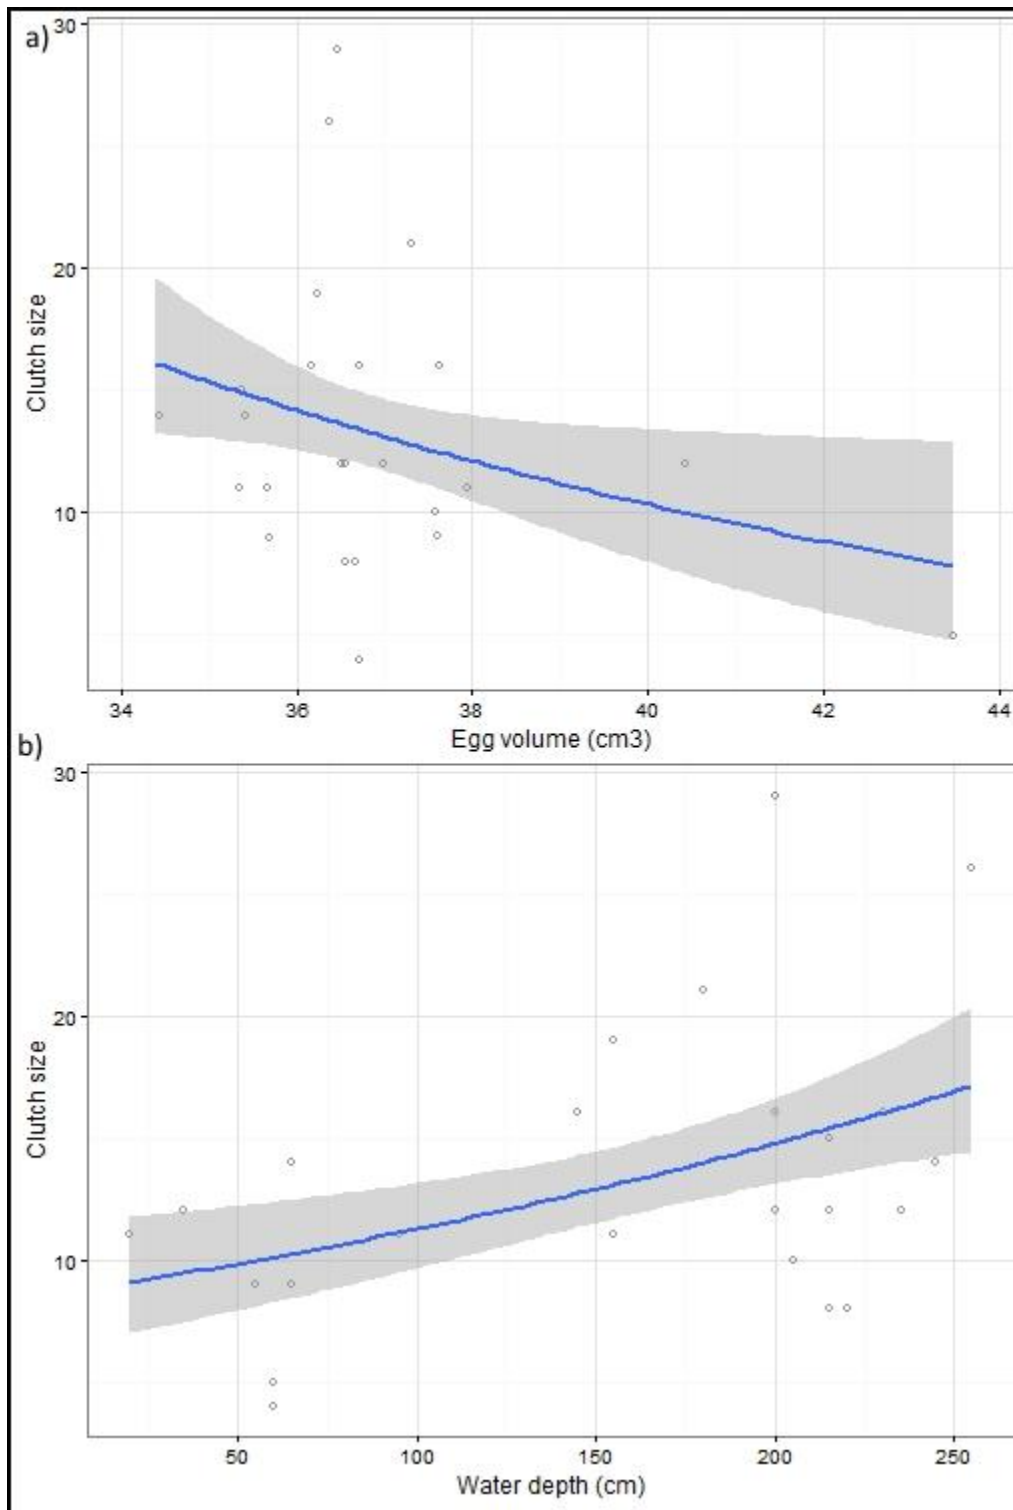 a)
30
20
10
Clutch size
34 36 38 40 42 44
Egg volume (cm3)
b)
30
20
10
Clutch size
50 100 150 200 250
Water depth (cm)